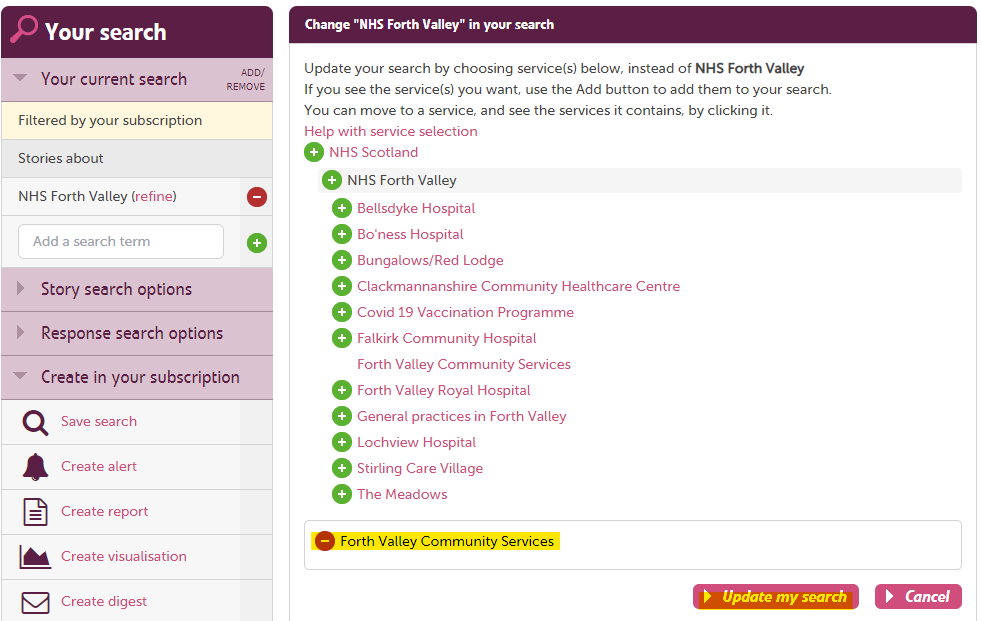 Your search
Your current search
ADD/
REMOVE
Filtered by your subscription
Stories about
NHS Forth Valley (refine)
Add a search term
Story search options
Response search options
Create in your subscription
Save search
Create alert
Create report
Create visualisation
Create digest
Change "NHS Forth Valley" in your search
Update your search by choosing service(s) below, instead of NHS Forth Valley
If you see the service(s) you want, use the Add button to add them to your search.
You can move to a service, and see the services it contains, by clicking it.
Help with service selection
NHS Scotland
NHS Forth Valley
Bellsdyke Hospital
Bo'ness Hospital
Bungalows/Red Lodge
Clackmannanshire Community Healthcare Centre
Covid 19 Vaccination Programme
Falkirk Community Hospital
Forth Valley Community Services
Forth Valley Royal Hospital
General practices in Forth Valley
Lochview Hospital
Stirling Care Village
The Meadows
Forth Valley Community Services
Update my search
Cancel